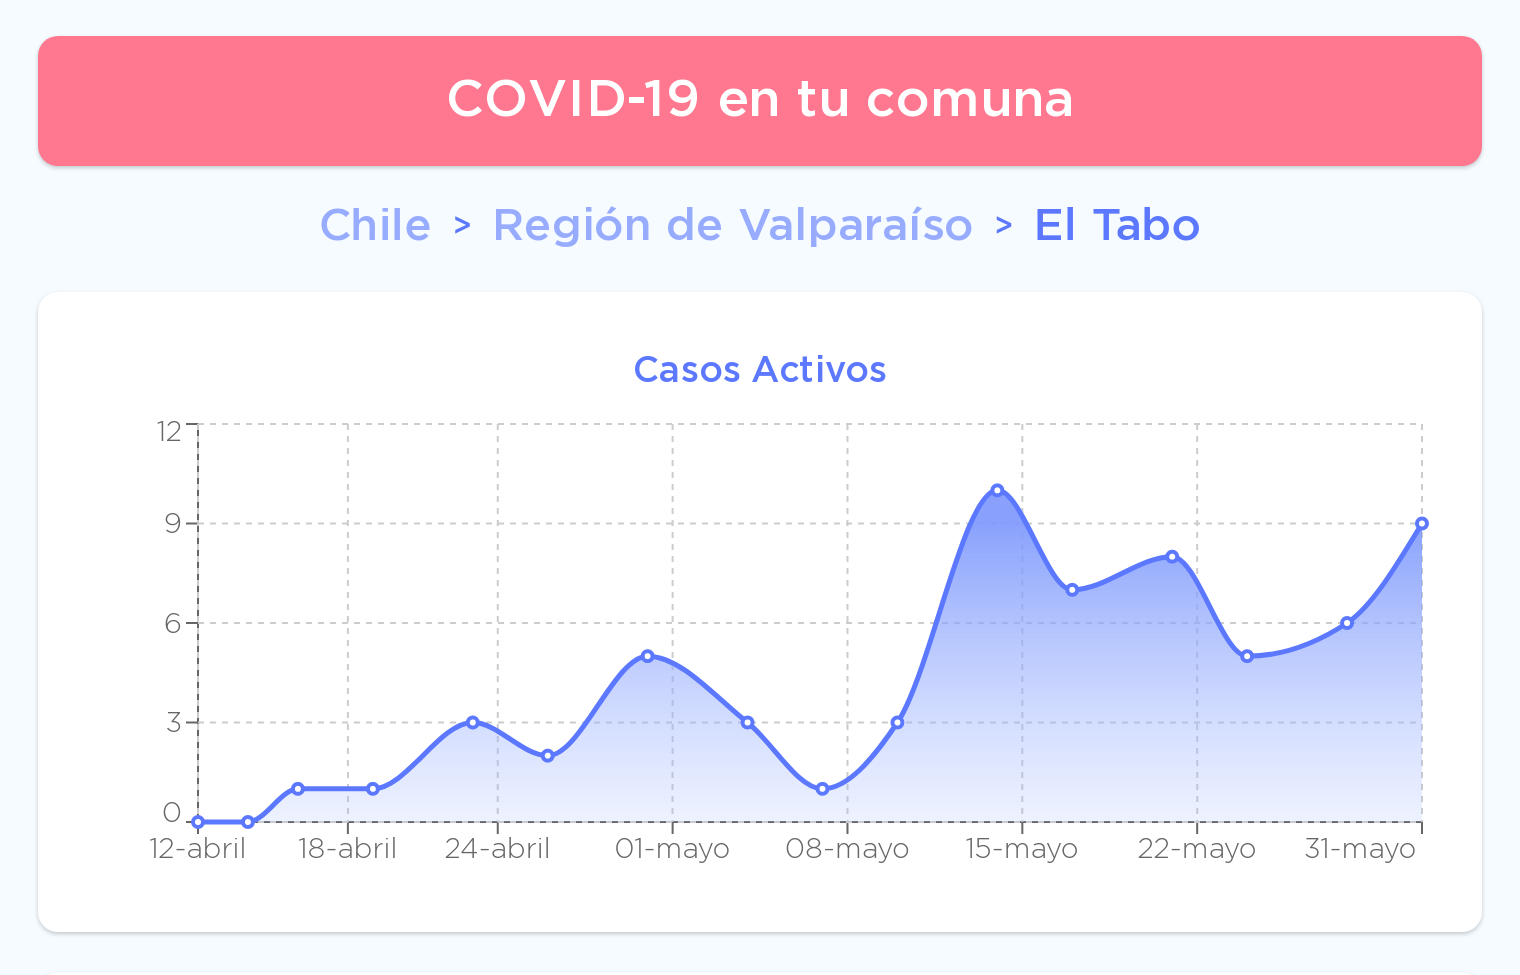 COVID-19 en tu comuna
Chile > Región de Valparaíso > El Tabo
Casos Activos
12
9
6
3
0
12-abril 18-abril 24-abril 01-mayo 08-mayo 15-mayo 22-mayo 31-mayo